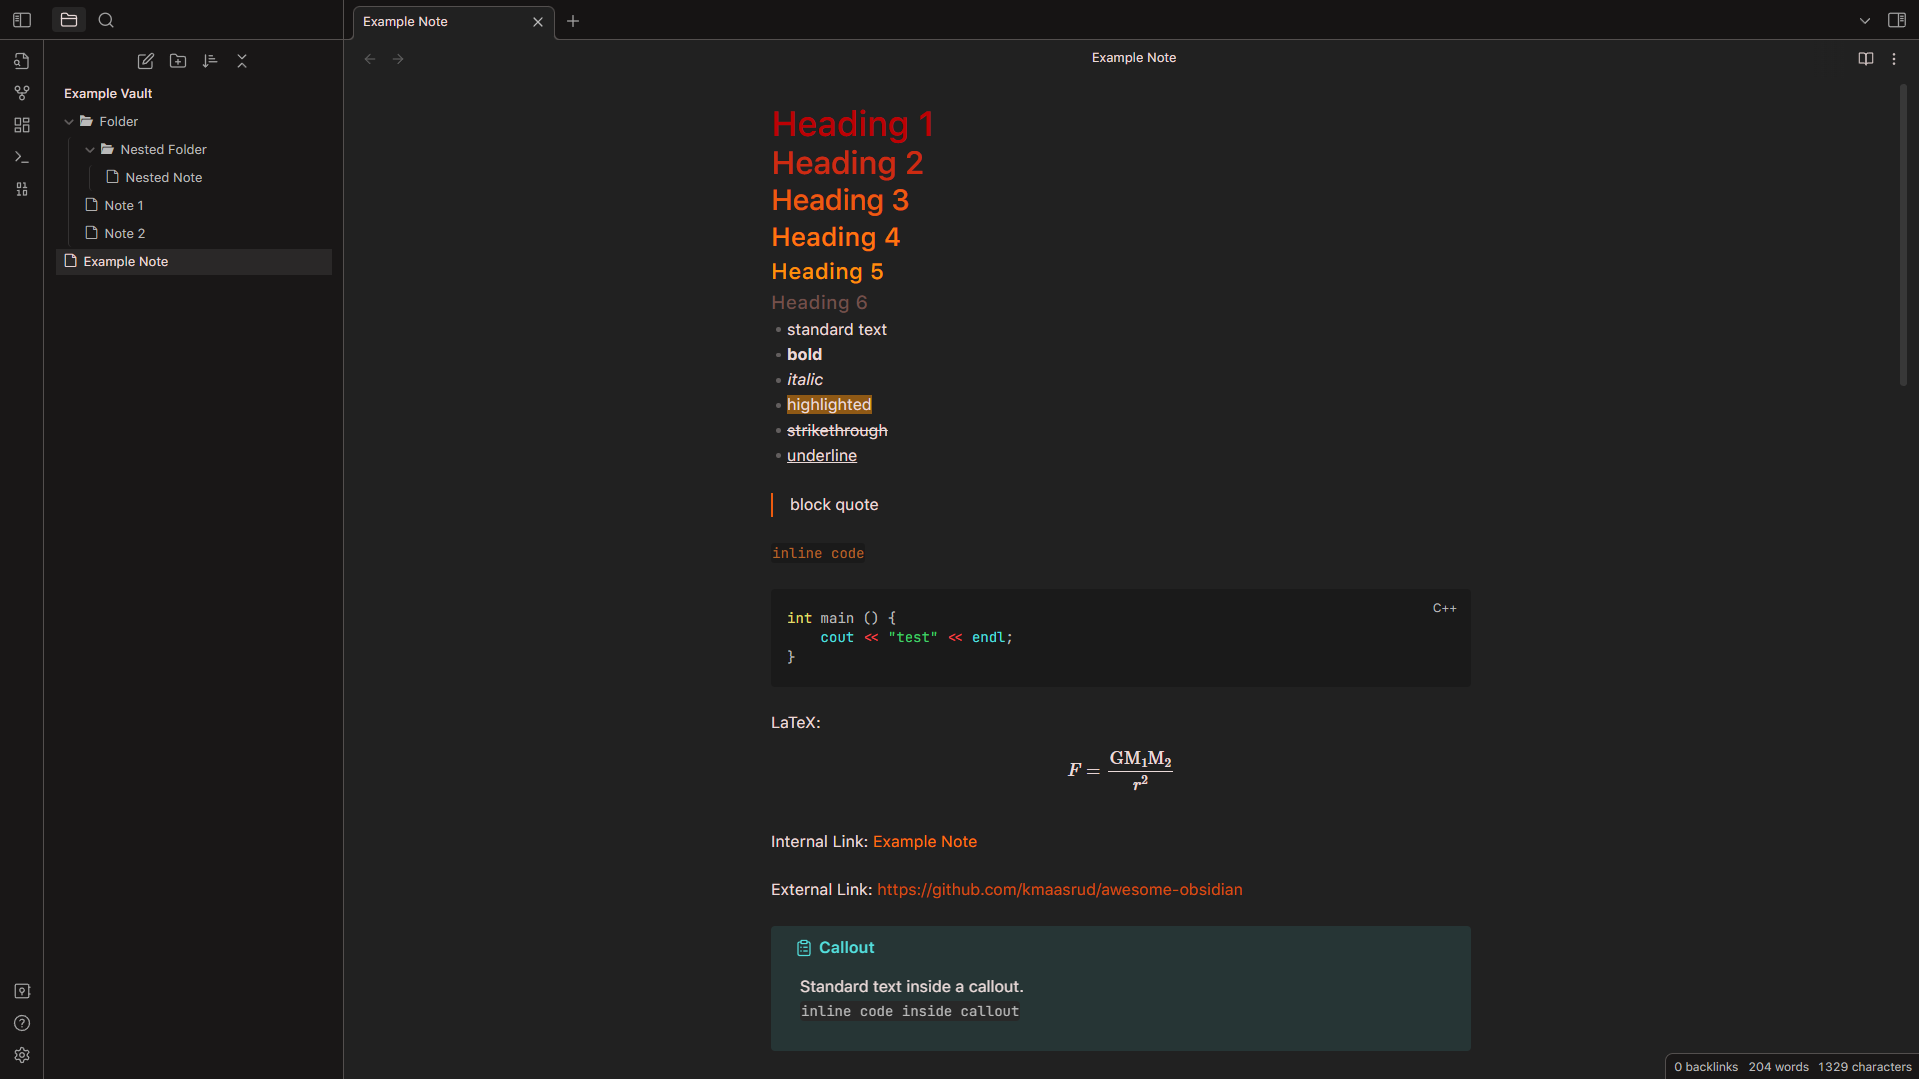 Example Note
Example Note
Example Vault
Folder
Nested Folder
Nested Note
Note 1
Note 2
Example Note
Heading 1
Heading 2
Heading 3
Heading 4
Heading 5
Heading 6
standard text
bold
italic
highlighted
strikethrough
underline
block quote
inline code
C++
int main () {
    cout << "test" << endl;
}
LaTeX:
F = GM₁M₂ / r²
Internal Link: Example Note
External Link: https://github.com/kmaasrud/awesome-obsidian
Callout
Standard text inside a callout.
inline code inside callout
0 backlinks 204 words 1329 characters